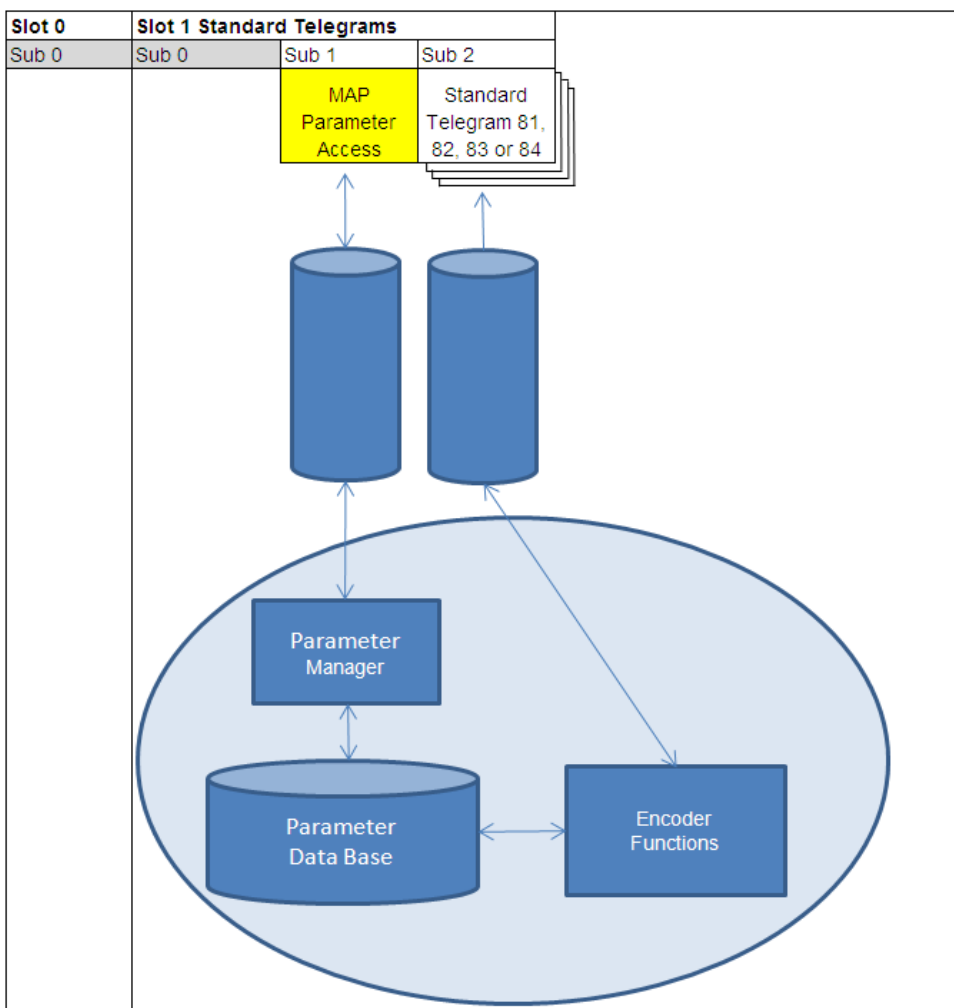 Slot 0
Slot 1 Standard Telegrams
Sub 0
Sub 0
Sub 1
Sub 2
MAP
Parameter
Access
Standard
Telegram 81,
82, 83 or 84
Parameter
Manager
Parameter
Data Base
Encoder
Functions